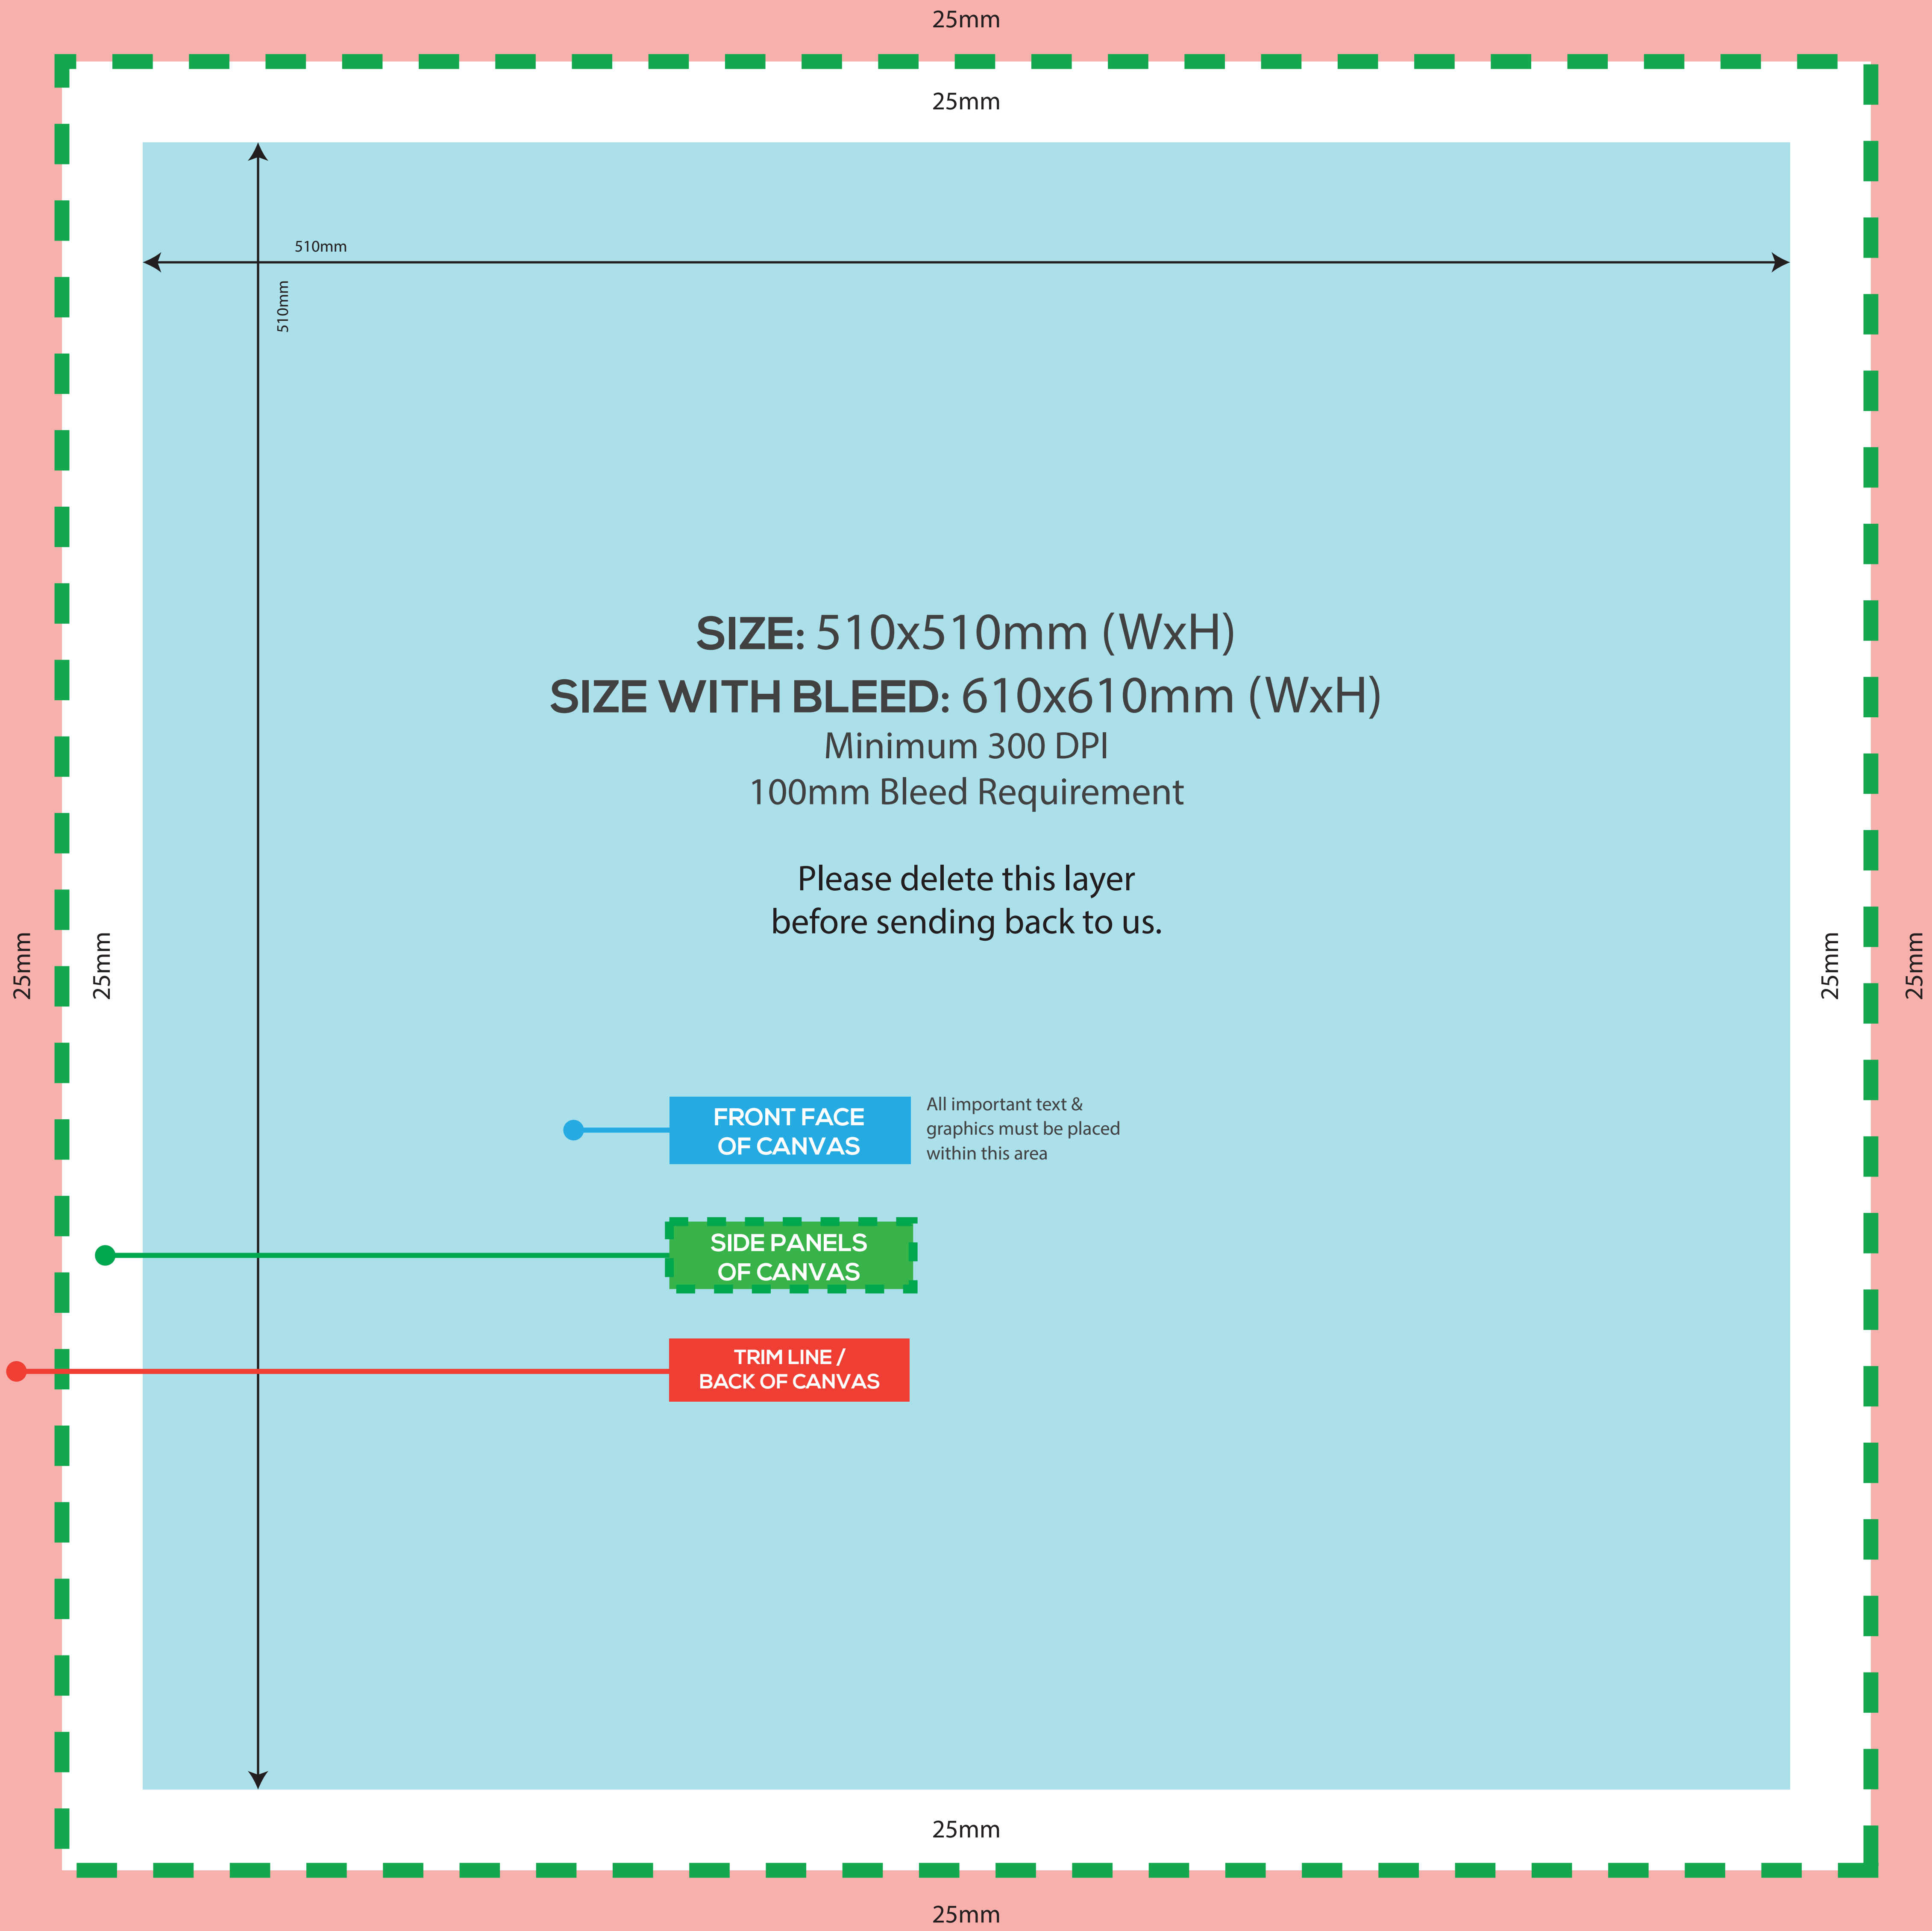 25mm
25mm
510mm
510mm
SIZE: 510x510mm (WxH)
SIZE WITH BLEED: 610x610mm (WxH)
Minimum 300 DPI
100mm Bleed Requirement
Please delete this layer
before sending back to us.
25mm
25mm
25mm
25mm
FRONT FACE
OF CANVAS
All important text &
graphics must be placed
within this area
SIDE PANELS
OF CANVAS
TRIM LINE /
BACK OF CANVAS
25mm
25mm